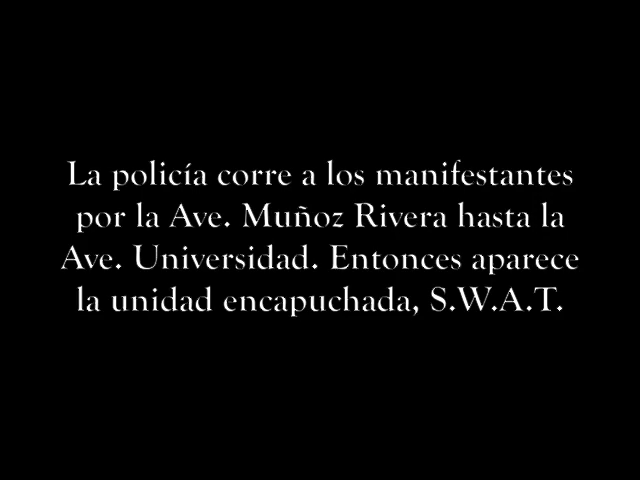 La policía corre a los manifestantes
por la Ave. Muñoz Rivera hasta la
Ave. Universidad. Entonces aparece
la unidad encapuchada, S.W.A.T.